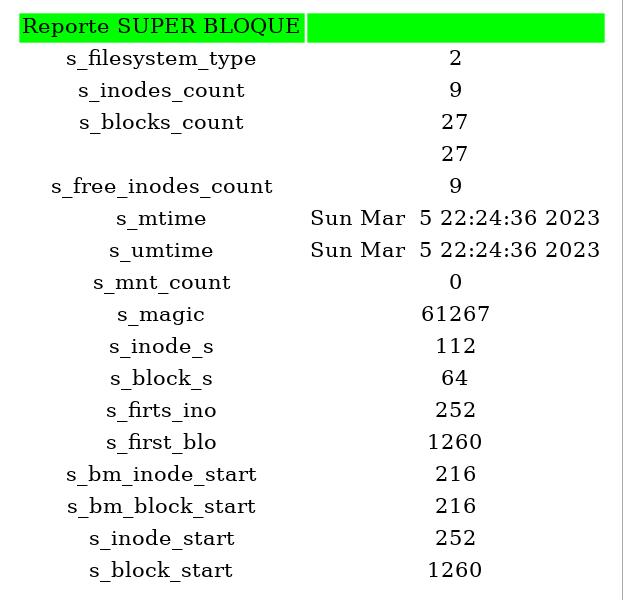 Reporte SUPER BLOQUE
s_filesystem_type 2
s_inodes_count 9
s_blocks_count 27
27
s_free_inodes_count 9
s_mtime Sun Mar  5 22:24:36 2023
s_umtime Sun Mar  5 22:24:36 2023
s_mnt_count 0
s_magic 61267
s_inode_s 112
s_block_s 64
s_firts_ino 252
s_first_blo 1260
s_bm_inode_start 216
s_bm_block_start 216
s_inode_start 252
s_block_start 1260